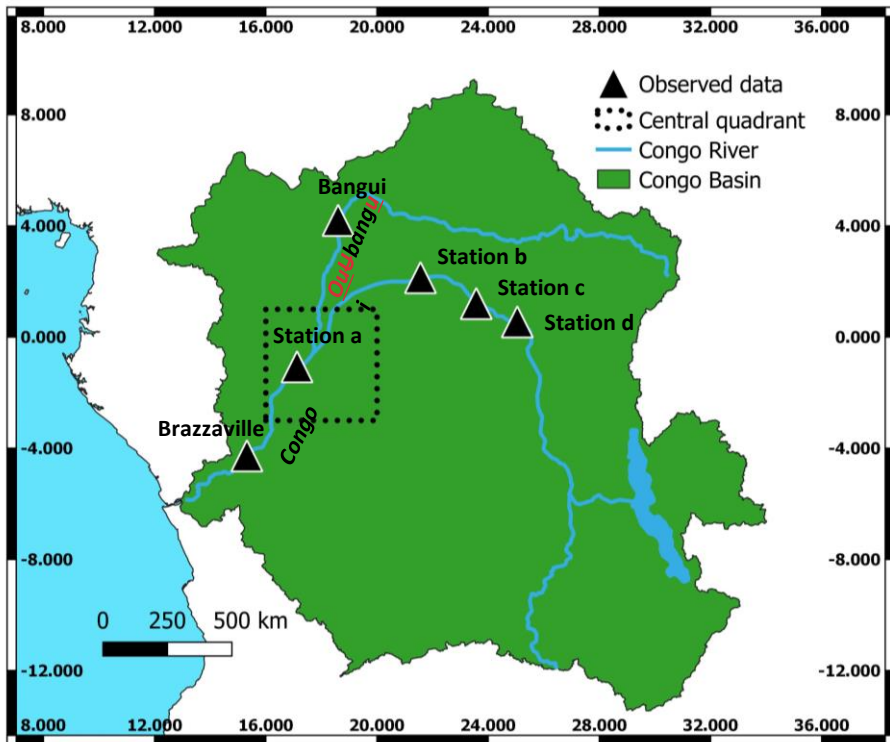 8.000 12.000 16.000 20.000 24.000 28.000 32.000 36.000
Observed data
8.000 8.000
Central quadrant
Congo River
Congo Basin
Bangui
4.000 4.000
OuUbangui
Station b
Station c
0.000 0.000
Station a
Station d
Brazzaville
Congo
-4.000 -4.000
-8.000 -8.000
0 250 500 km
-12.000 -12.000
8.000 12.000 16.000 20.000 24.000 28.000 32.000 36.000